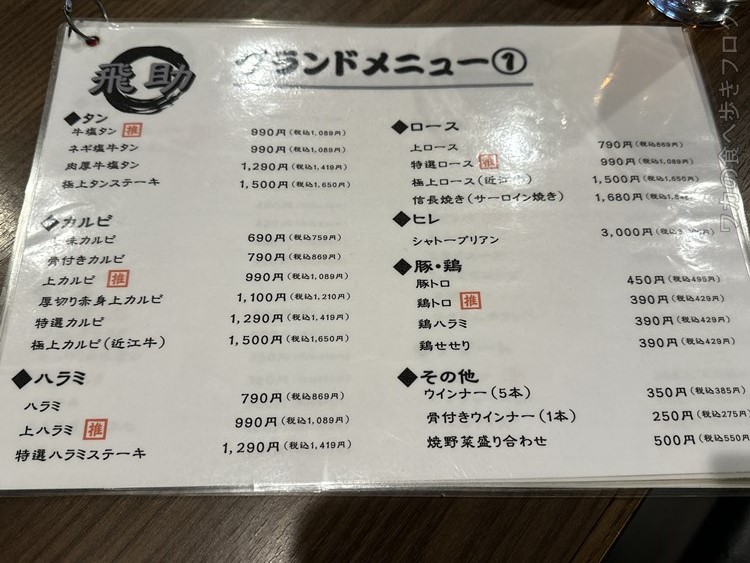 飛助
グランドメニュー①
◆タン
牛塩タン 推 990円(税込1,089円)
ネギ塩牛タン 990円(税込1,089円)
肉厚牛塩タン 1,290円(税込1,419円)
極上タンステーキ 1,500円(税込1,650円)
◆カルビ
味カルビ 690円(税込759円)
骨付きカルビ 790円(税込869円)
上カルビ 推 990円(税込1,089円)
厚切り赤身上カルビ 1,100円(税込1,210円)
特選カルビ 1,290円(税込1,419円)
極上カルビ(近江牛) 1,500円(税込1,650円)
◆ハラミ
ハラミ 790円(税込869円)
上ハラミ 推 990円(税込1,089円)
特選ハラミステーキ 1,290円(税込1,419円)
◆ロース
上ロース 790円(税込869円)
特選ロース 推 990円(税込1,089円)
極上ロース(近江牛) 1,500円(税込1,650円)
信長焼き(サーロイン焼き) 1,680円(税込
◆ヒレ
シャトーブリアン 3,000円(税込
◆豚・鶏
豚トロ 450円(税込495円)
鶏トロ 推 390円(税込429円)
鶏ハラミ 390円(税込429円)
鶏せせり 390円(税込429円)
◆その他
ウインナー(5本) 350円(税込385円)
骨付きウインナー(1本) 250円(税込275円)
焼野菜盛り合わせ 500円(税込550円
ワカの食べ歩きブログ